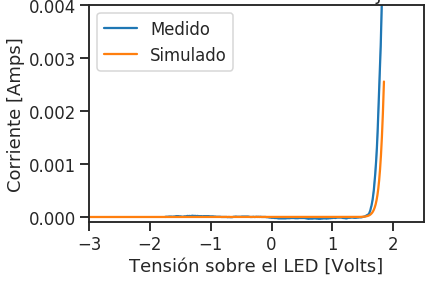 0.004
0.003
0.002
0.001
0.000
Corriente [Amps]
Medido
Simulado
−3 −2 −1 0 1 2
Tensión sobre el LED [Volts]